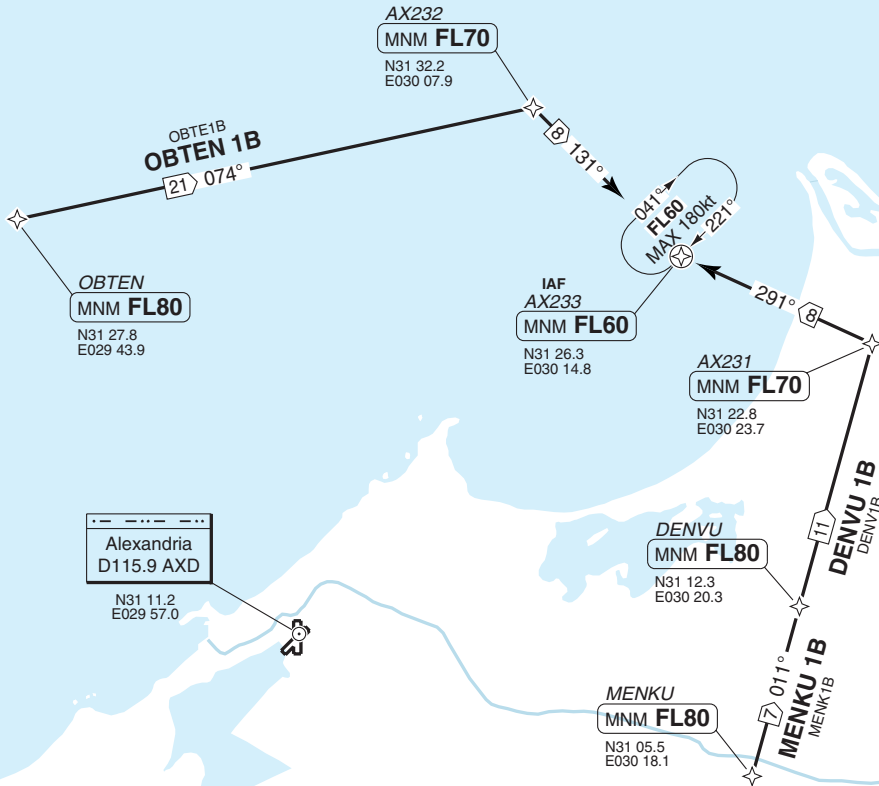 AX232
MNM FL70
N31 32.2
E030 07.9
OBTE1B
OBTEN 1B
21 074°
8 131°
OBTEN
MNM FL80
N31 27.8
E029 43.9
041°
FL60
MAX 180kt
221°
IAF
AX233
MNM FL60
N31 26.3
E030 14.8
291° 8
AX231
MNM FL70
N31 22.8
E030 23.7
Alexandria
D115.9 AXD
N31 11.2
E029 57.0
DENVU
MNM FL80
N31 12.3
E030 20.3
11
DENVU 1B
DENV1B
MENKU
MNM FL80
N31 05.5
E030 18.1
7 011°
MENKU 1B
MENK1B